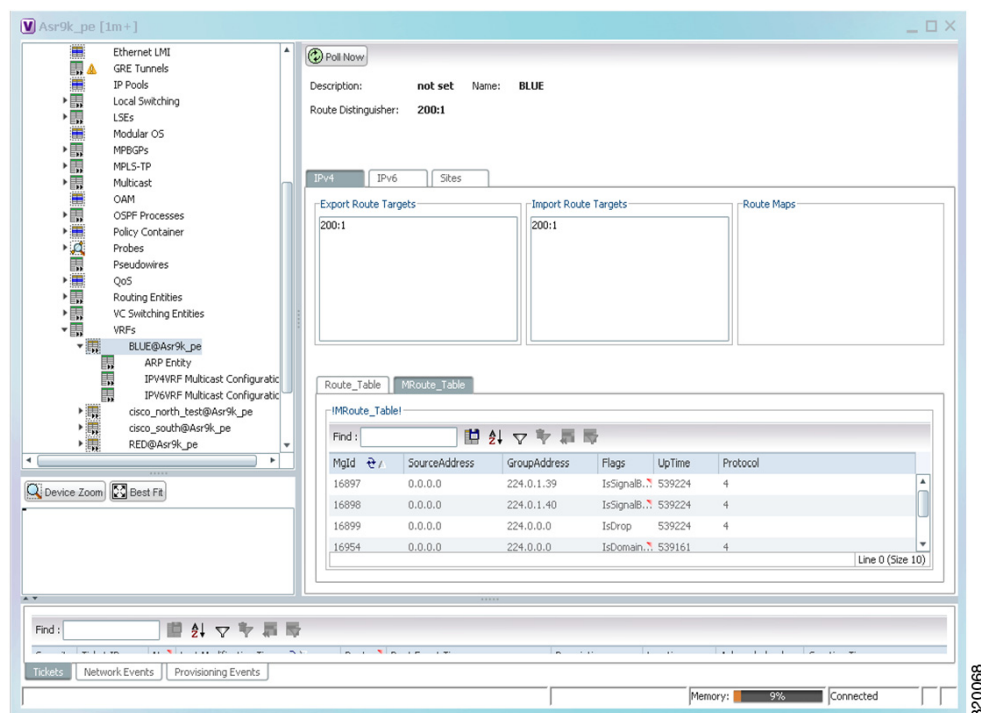 Asr9k_pe [1m+]
Ethernet LMI
GRE Tunnels
IP Pools
Local Switching
LSEs
Modular OS
MPBGPs
MPLS-TP
Multicast
OAM
OSPF Processes
Policy Container
Probes
Pseudowires
QoS
Routing Entities
VC Switching Entities
VRFs
BLUE@Asr9k_pe
ARP Entity
IPV4VRF Multicast Configuratic
IPV6VRF Multicast Configuratic
cisco_north_test@Asr9k_pe
cisco_south@Asr9k_pe
RED@Asr9k_pe
Device Zoom Best Fit
Poll Now
Description: not set Name: BLUE
Route Distinguisher: 200:1
IPv4 IPv6 Sites
Export Route Targets Import Route Targets Route Maps
200:1 200:1
Route_Table MRoute_Table
!MRoute_Table!
Find :
MgId SourceAddress GroupAddress Flags UpTime Protocol
16897 0.0.0.0 224.0.1.39 IsSignalB... 539224 4
16898 0.0.0.0 224.0.1.40 IsSignalB... 539224 4
16899 0.0.0.0 224.0.0.0 IsDrop 539224 4
16954 0.0.0.0 224.0.0.0 IsDomain... 539161 4
Line 0 (Size 10)
Find :
Tickets Network Events Provisioning Events
Memory: 9% Connected
320068